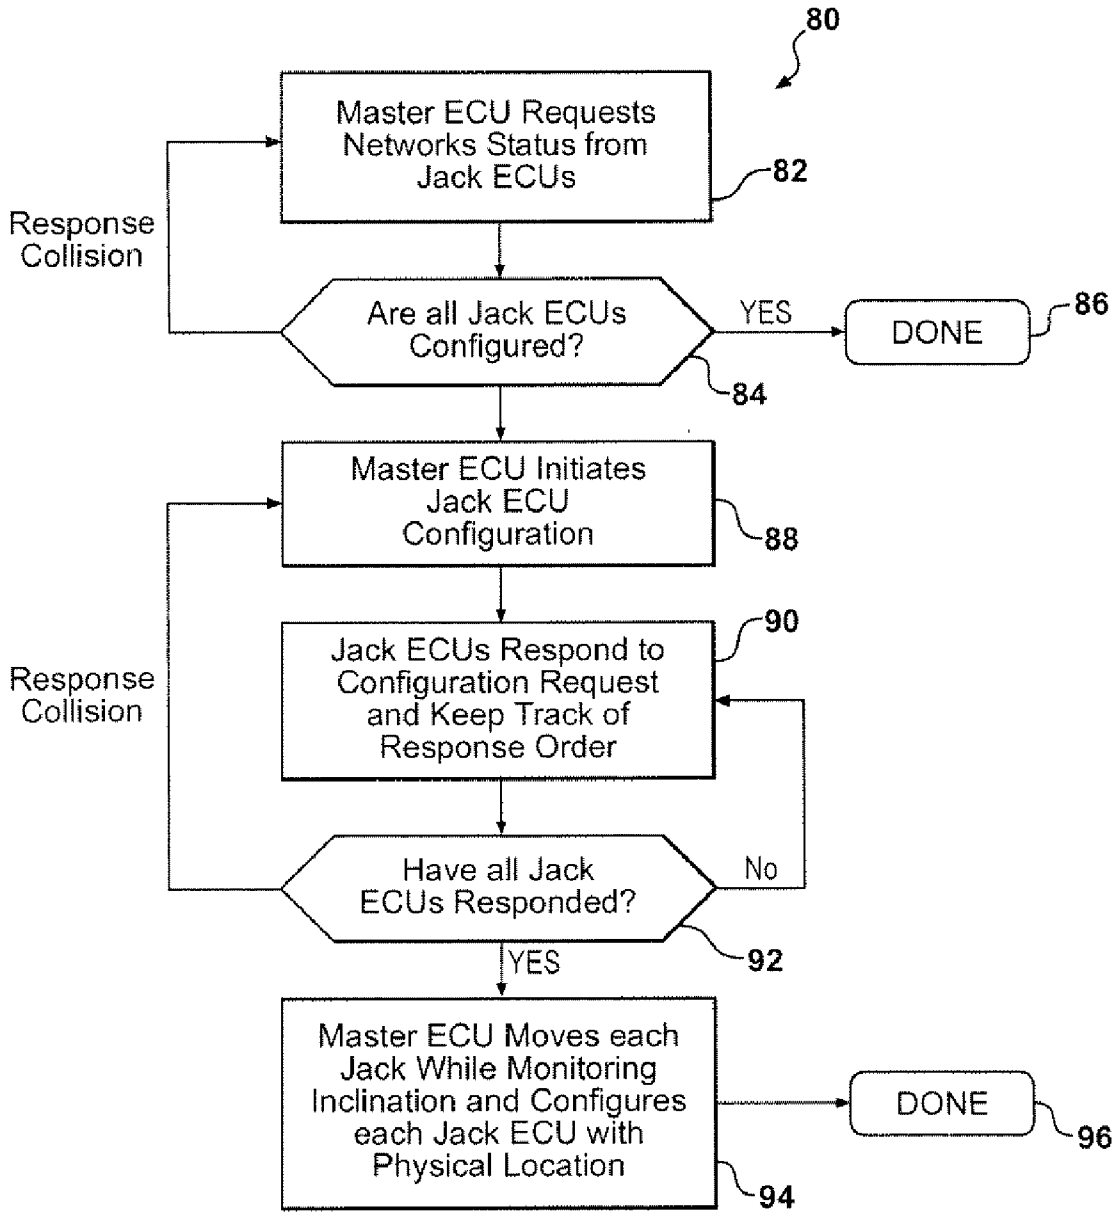 80
Master ECU Requests
Networks Status from
Jack ECUs
82
Response
Collision
Are all Jack ECUs
Configured?
YES
DONE
86
84
Master ECU Initiates
Jack ECU
Configuration
88
90
Jack ECUs Respond to
Configuration Request
and Keep Track of
Response Order
Response
Collision
Have all Jack
ECUs Responded?
No
92
YES
Master ECU Moves each
Jack While Monitoring
Inclination and Configures
each Jack ECU with
Physical Location
DONE
96
94